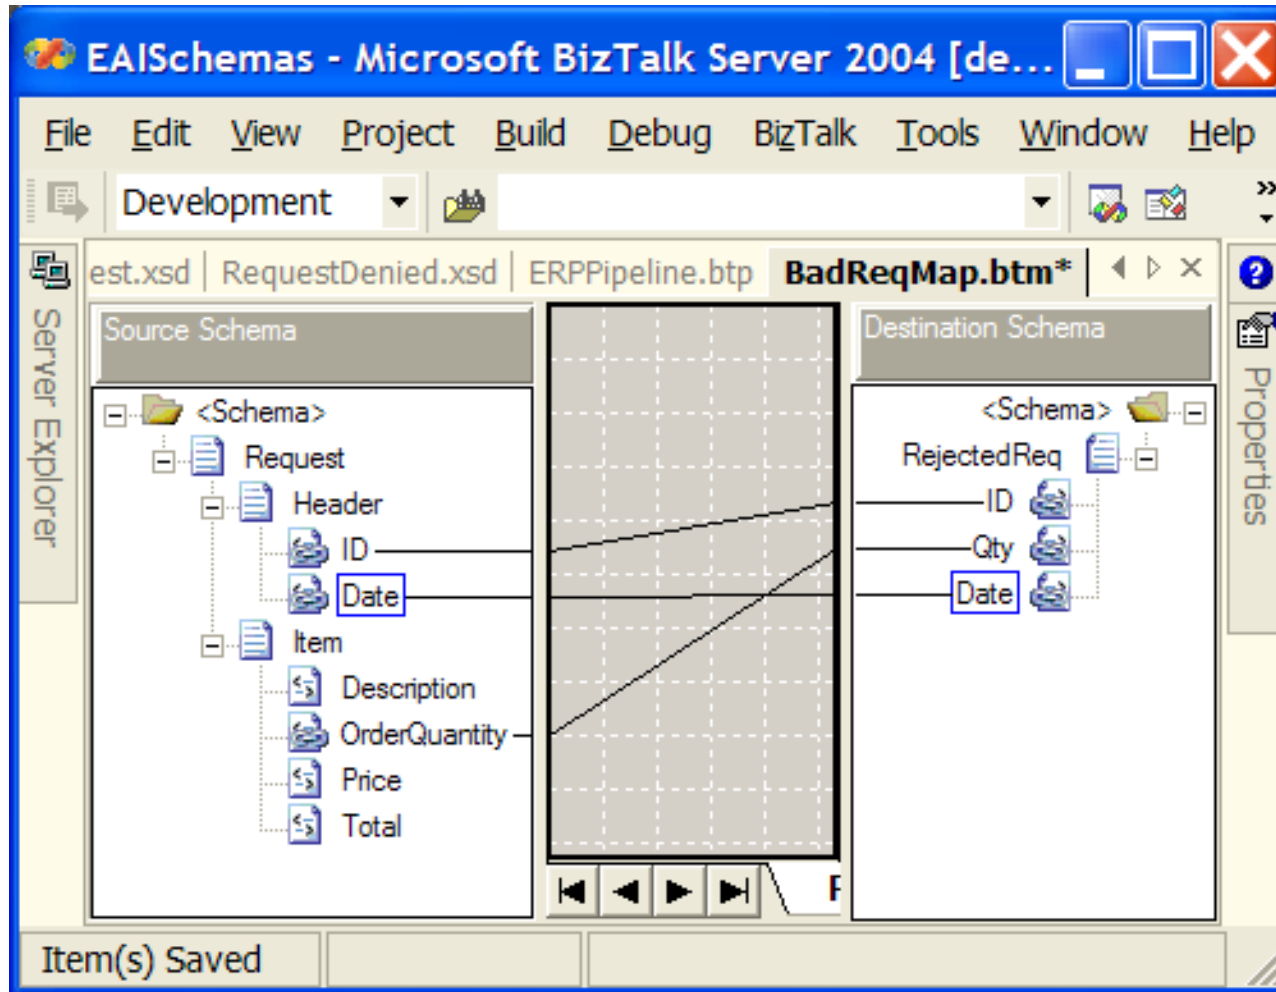 EAISchemas - Microsoft BizTalk Server 2004 [de...
File Edit View Project Build Debug BizTalk Tools Window Help
Development
est.xsd RequestDenied.xsd ERPPipeline.btp BadReqMap.btm*
Server Explorer
Source Schema
<Schema>
Request
Header
ID
Date
Item
Description
OrderQuantity
Price
Total
Destination Schema
<Schema>
RejectedReq
ID
Qty
Date
Properties
Item(s) Saved